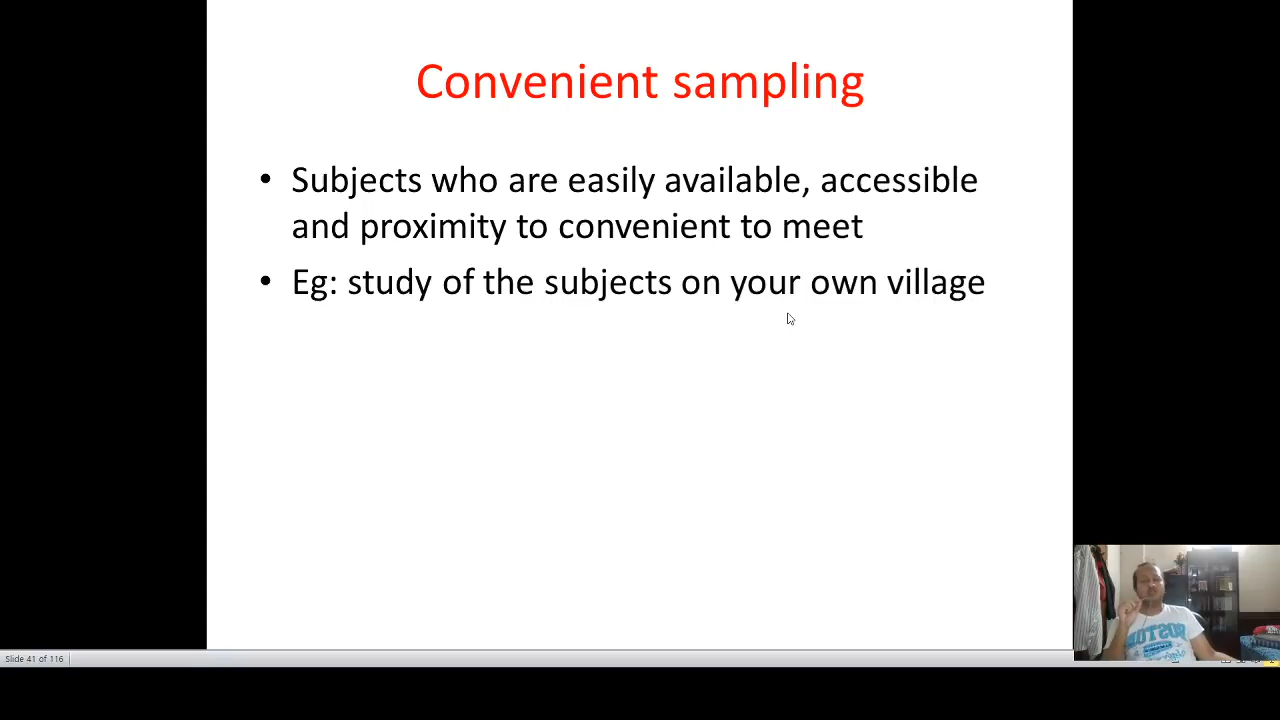 Convenient sampling
• Subjects who are easily available, accessible
and proximity to convenient to meet
• Eg: study of the subjects on your own village
Slide 41 of 116